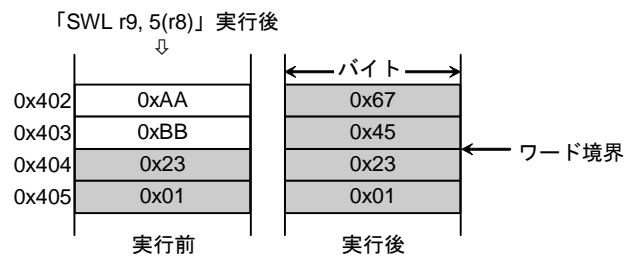 「SWL r9, 5(r8)」実行後
⇩
バイト
0x402 0xAA 0x67
0x403 0xBB 0x45
ワード境界
0x404 0x23 0x23
0x405 0x01 0x01
実行前 実行後